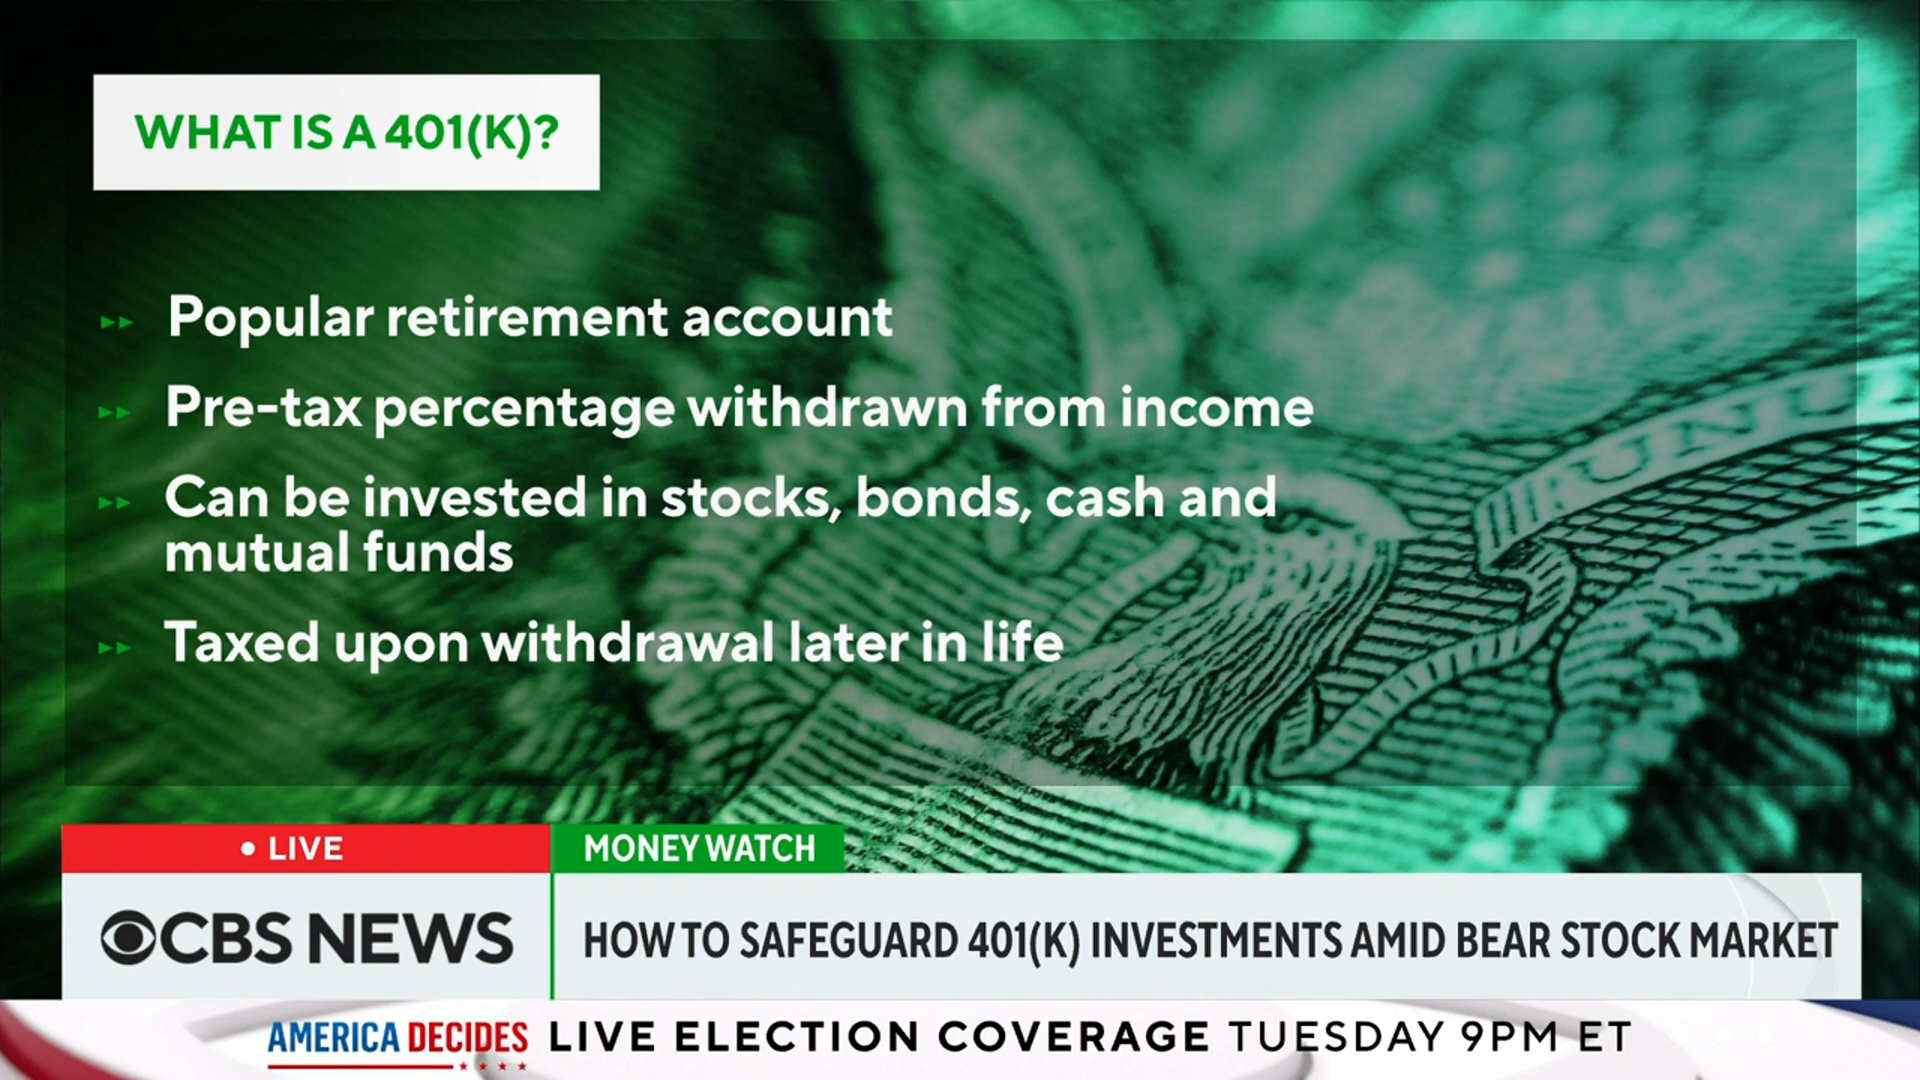 WHAT IS A 401(K)?
Popular retirement account
Pre-tax percentage withdrawn from income
Can be invested in stocks, bonds, cash and
mutual funds
Taxed upon withdrawal later in life
LIVE
MONEY WATCH
CBS NEWS
HOW TO SAFEGUARD 401(K) INVESTMENTS AMID BEAR STOCK MARKET
AMERICA DECIDES LIVE ELECTION COVERAGE TUESDAY 9PM ET